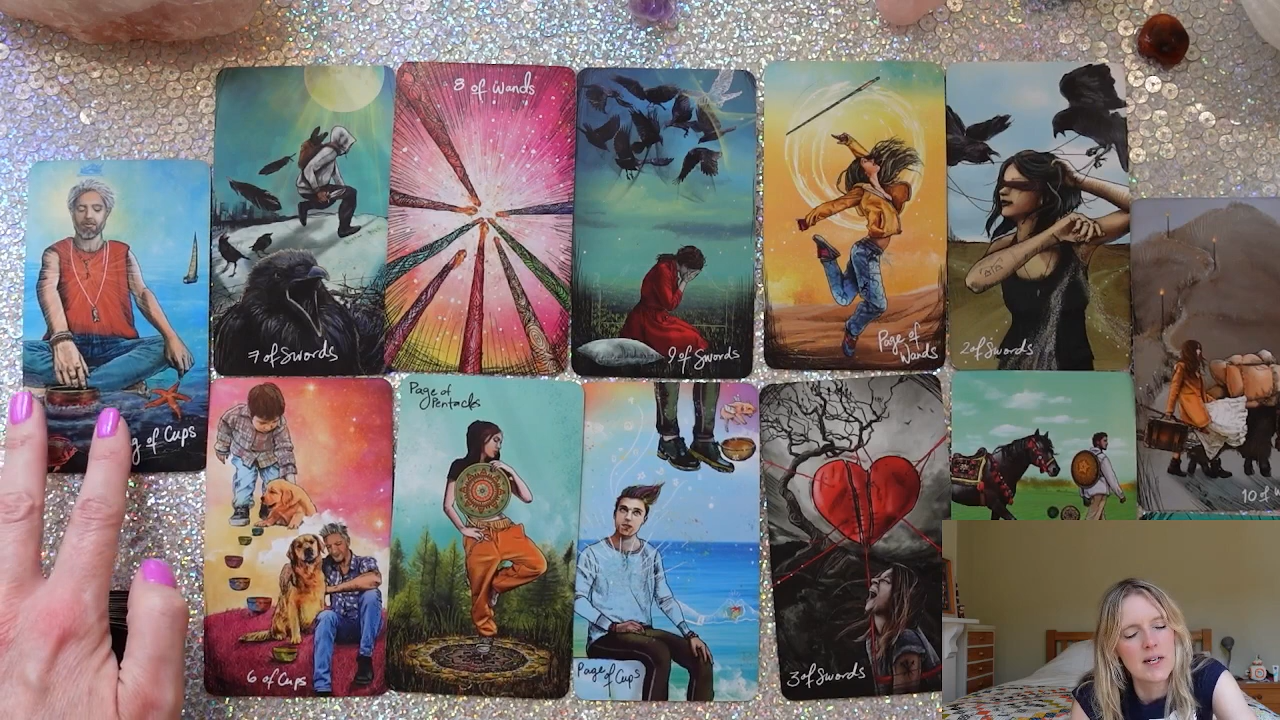 8 of Wands
7 of Swords
9 of Swords
Page of
Wands
2 of Swords
g of Cups
10 of
6 of Cups
Page of
Pentacles
Page of Cups
3 of Swords